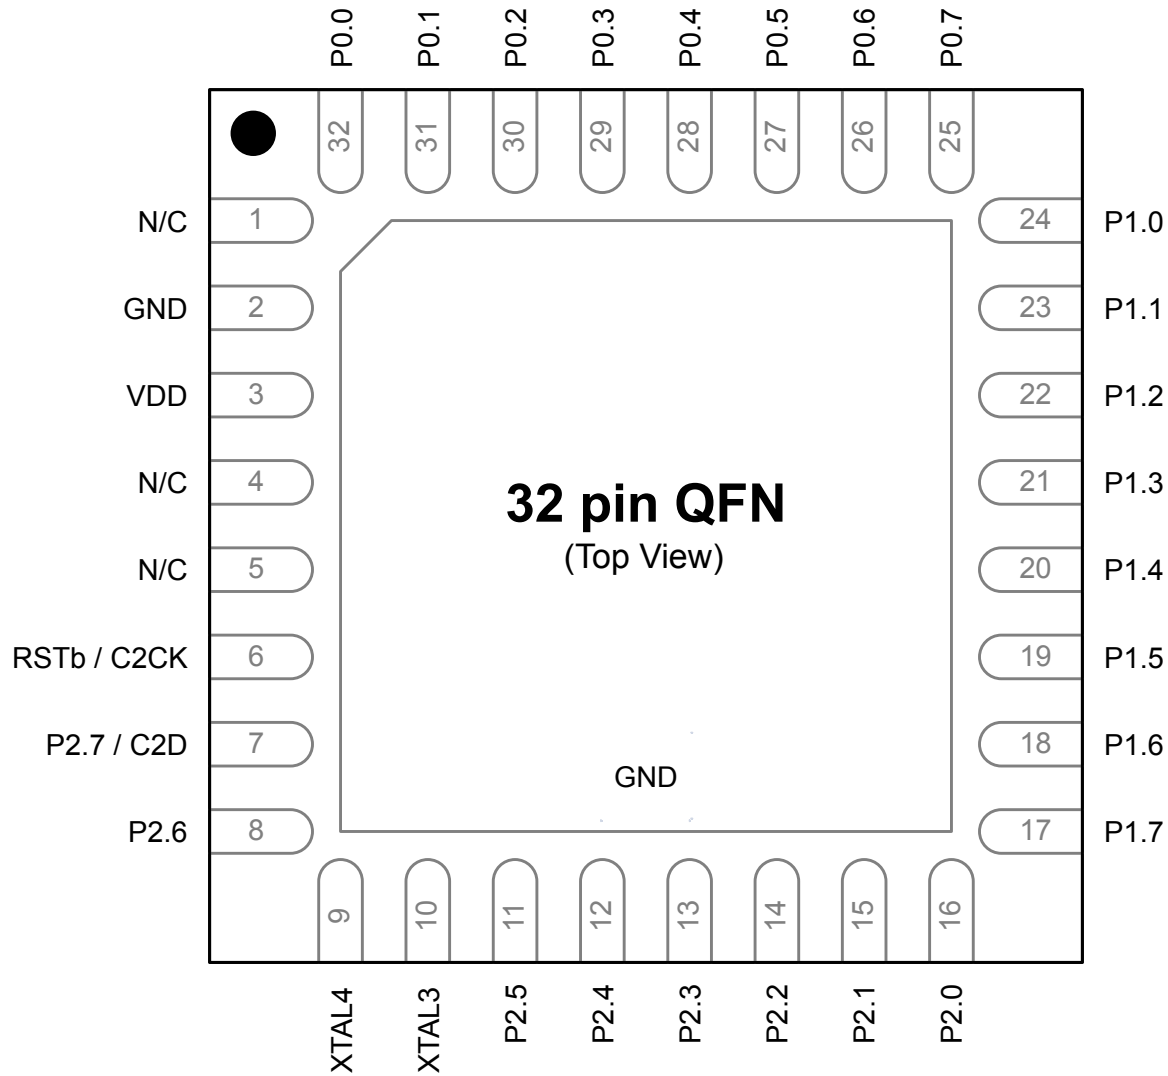 P0.0 P0.1 P0.2 P0.3 P0.4 P0.5 P0.6 P0.7
32 31 30 29 28 27 26 25
N/C 1 24 P1.0
GND 2 23 P1.1
VDD 3 22 P1.2
N/C 4 21 P1.3
32 pin QFN
(Top View)
N/C 5 20 P1.4
RSTb / C2CK 6 19 P1.5
P2.7 / C2D 7 18 P1.6
GND
P2.6 8 17 P1.7
9 10 11 12 13 14 15 16
XTAL4 XTAL3 P2.5 P2.4 P2.3 P2.2 P2.1 P2.0